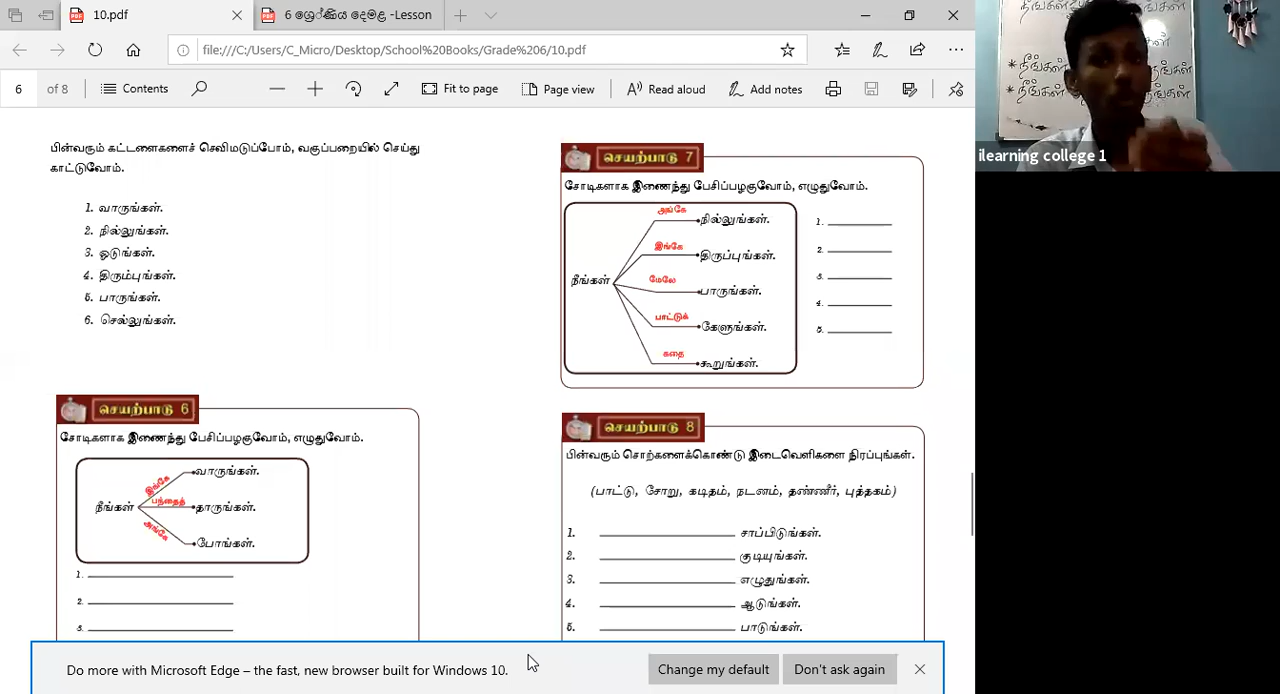 10.pdf
6 ශ්‍රේණිය දෙමළ -Lesson
file:///C:/Users/C_Micro/Desktop/School%20Books/Grade%206/10.pdf
6 of 8 Contents Fit to page Page view Read aloud Add notes
பின்வரும் கட்டளைகளைச் செவிமடுப்போம், வகுப்பறையில் செய்து
காட்டுவோம்.
1. வாருங்கள்.
2. நில்லுங்கள்.
3. ஓடுங்கள்.
4. திரும்புங்கள்.
5. பாருங்கள்.
6. செல்லுங்கள்.
செயற்பாடு 6
சோடிகளாக இணைந்து பேசிப்பழகுவோம், எழுதுவோம்.
நீங்கள்
இங்கே வாருங்கள்.
பந்தைத் தாருங்கள்.
அங்கே போங்கள்.
1.
2.
3.
செயற்பாடு 7
சோடிகளாக இணைந்து பேசிப்பழகுவோம், எழுதுவோம்.
நீங்கள்
அங்கே நில்லுங்கள்.
இங்கே திருப்புங்கள்.
மேலே பாருங்கள்.
பாட்டுக் கேளுங்கள்.
கதை கூறுங்கள்.
1.
2.
3.
4.
5.
செயற்பாடு 8
பின்வரும் சொற்களைக்கொண்டு இடைவெளிகளை நிரப்புங்கள்.
(பாட்டு, சோறு, கடிதம், நடனம், தண்ணீர், புத்தகம்)
1. சாப்பிடுங்கள்.
2. குடியுங்கள்.
3. எழுதுங்கள்.
4. ஆடுங்கள்.
5. பாடுங்கள்.
Do more with Microsoft Edge – the fast, new browser built for Windows 10. Change my default Don't ask again
* நீங்கள்
* நீங்கள்
ilearning college 1